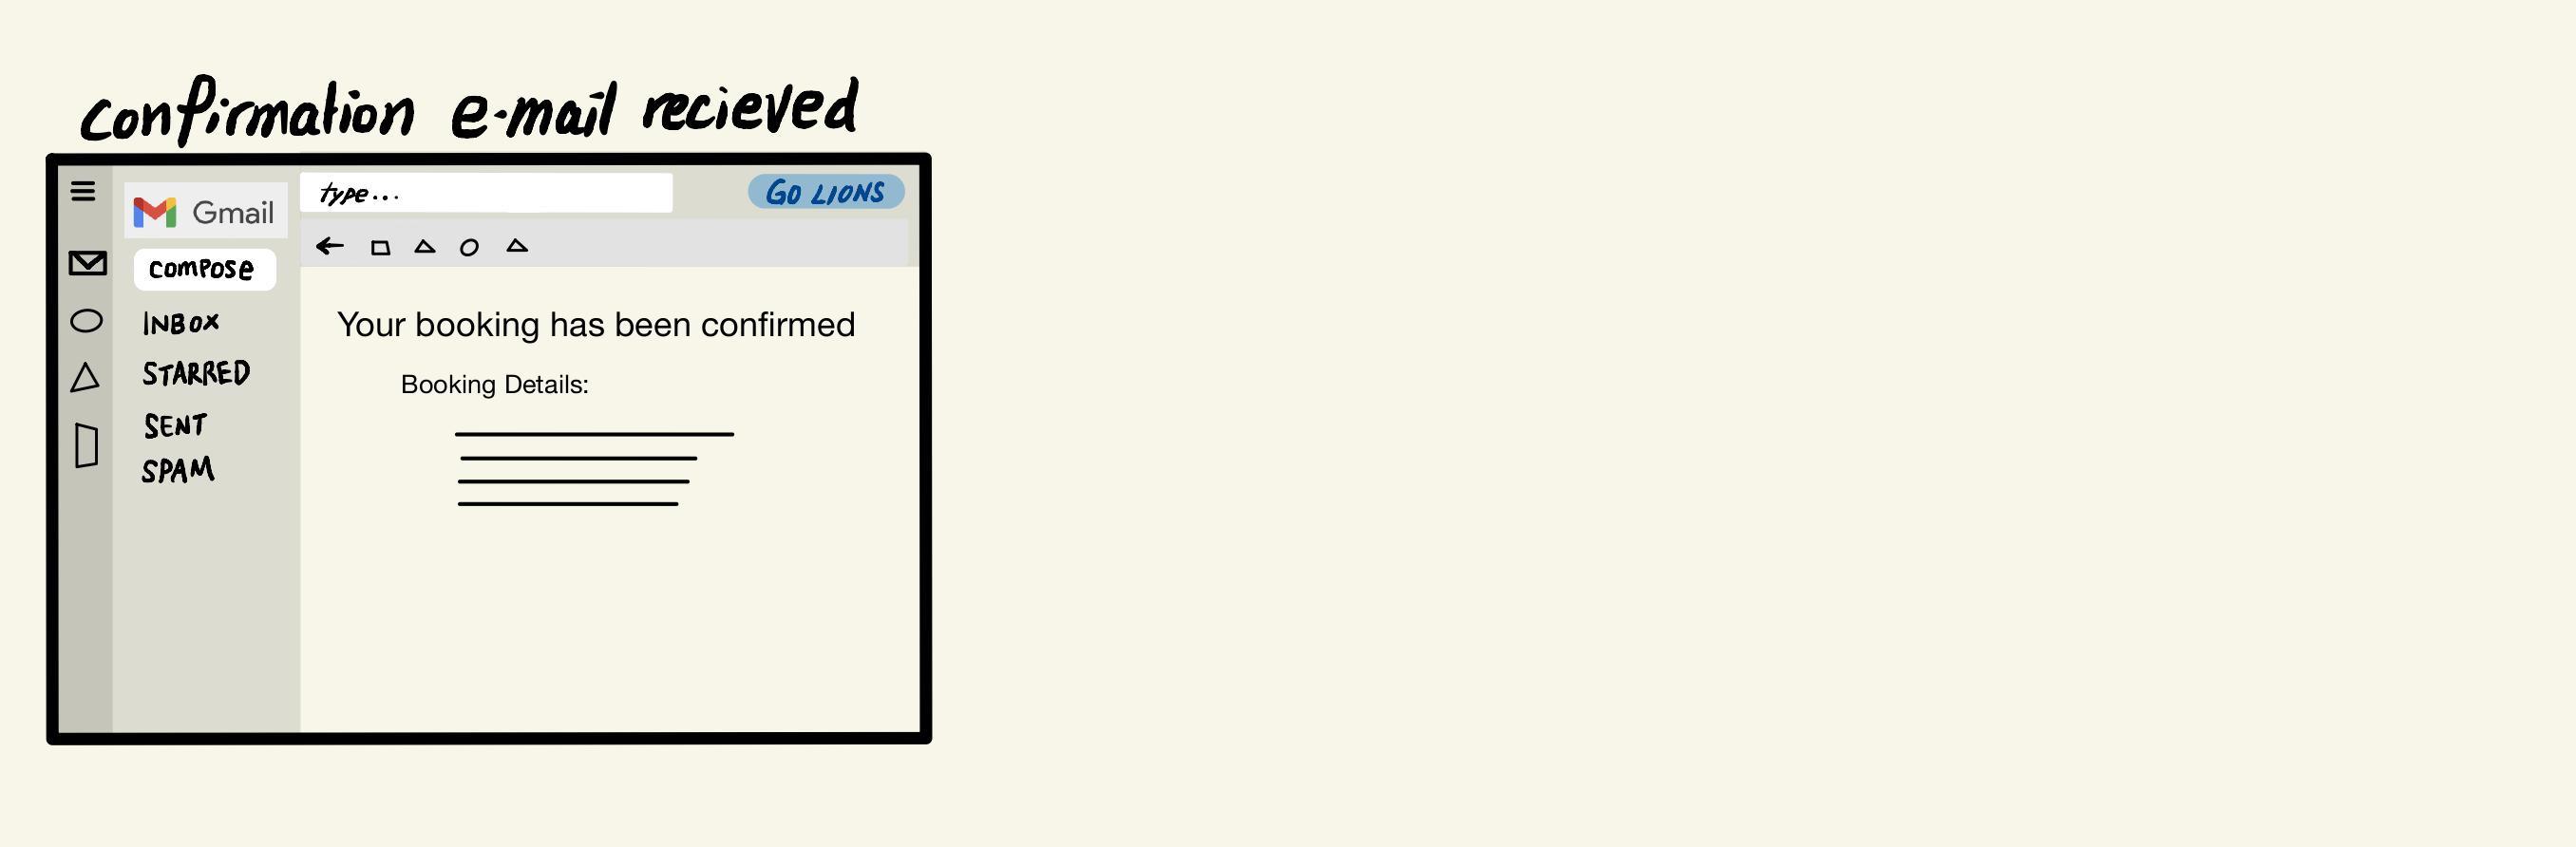 confirmation e-mail recieved
type...
GO LIONS
Gmail
compose
INBOX
STARRED
SENT
SPAM
Your booking has been confirmed
Booking Details: